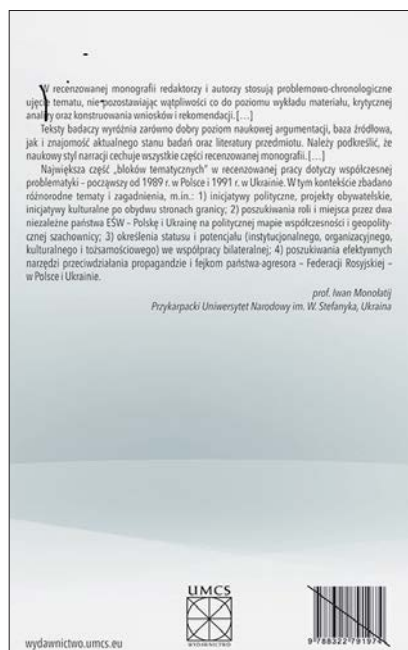 W recenzowanej monografii redaktorzy i autorzy stosują problemowo-chronologiczne
ujęcie tematu, nie pozostawiając wątpliwości co do poziomu wykładu materiału, krytycznej
analizy oraz konstruowania wniosków i rekomendacji.[…]
Teksty badaczy wyróżnia zarówno dobry poziom naukowej argumentacji, baza źródłowa,
jak i znajomość aktualnego stanu badań oraz literatury przedmiotu. Należy podkreślić, że
naukowy styl narracji cechuje wszystkie części recenzowanej monografii.[…]
Największa część „bloków tematycznych” w recenzowanej pracy dotyczy współczesnej
problematyki – począwszy od 1989 r. w Polsce i 1991 r. w Ukrainie. W tym kontekście zbadano
różnorodne tematy i zagadnienia, m.in.: 1) inicjatywy polityczne, projekty obywatelskie,
inicjatywy kulturalne po obydwu stronach granicy; 2) poszukiwania roli i miejsca przez dwa
niezależne państwa EŚW – Polskę i Ukrainę na politycznej mapie współczesności i geopolity-
cznej szachownicy; 3) określenia statusu i potencjału (instytucjonalnego, organizacyjnego,
kulturalnego i tożsamościowego) we współpracy bilateralnej; 4) poszukiwania efektywnych
narzędzi przeciwdziałania propagandzie i fejkom państwa-agresora – Federacji Rosyjskiej –
w Polsce i Ukrainie.
prof. Iwan Monołatij
Przykarpacki Uniwersytet Narodowy im. W. Stefanyka, Ukraina
UMCS
WYDAWNICTWO
wydawnictwo.umcs.eu
9 788322 791974